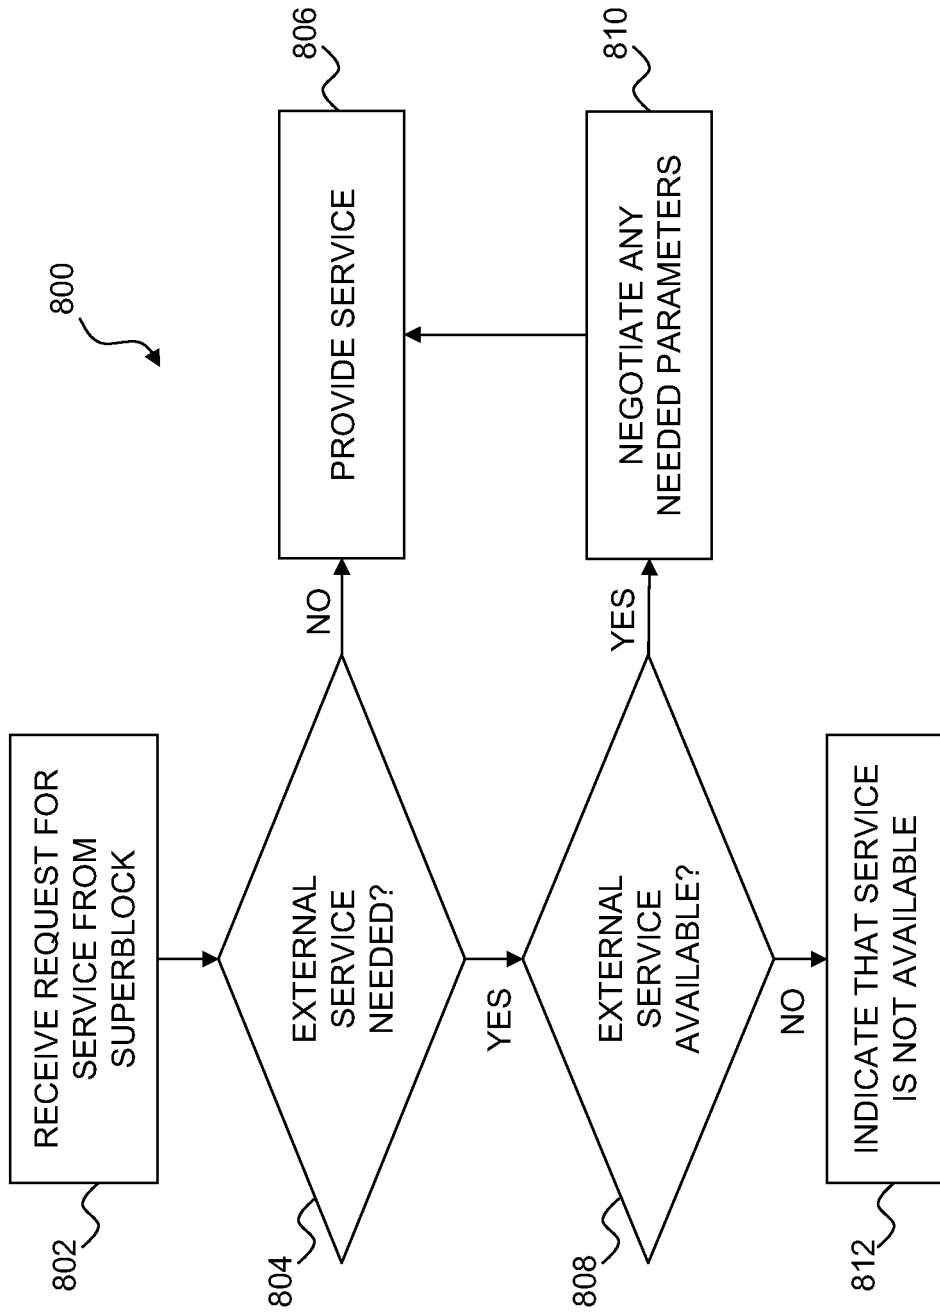 800
802
RECEIVE REQUEST FOR
SERVICE FROM
SUPERBLOCK
804
EXTERNAL
SERVICE
NEEDED?
NO
806
PROVIDE SERVICE
YES
808
EXTERNAL
SERVICE
AVAILABLE?
YES
810
NEGOTIATE ANY
NEEDED PARAMETERS
NO
812
INDICATE THAT SERVICE
IS NOT AVAILABLE